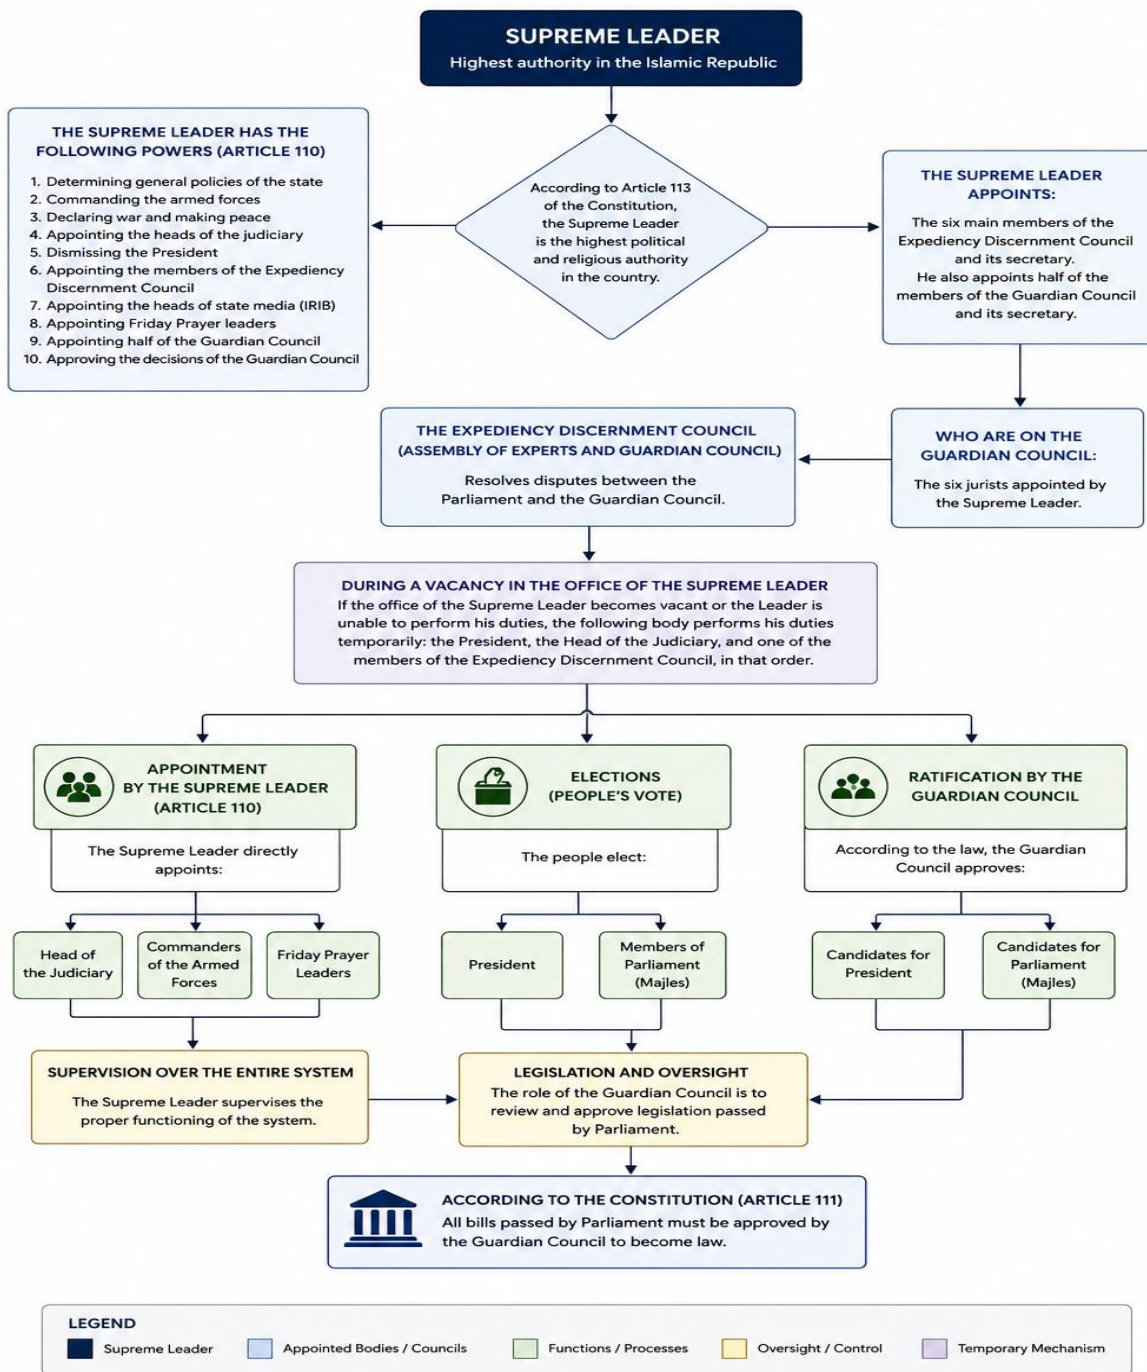 SUPREME LEADER
Highest authority in the Islamic Republic
THE SUPREME LEADER HAS THE
FOLLOWING POWERS (ARTICLE 110)
1. Determining general policies of the state
2. Commanding the armed forces
3. Declaring war and making peace
4. Appointing the heads of the judiciary
5. Dismissing the President
6. Appointing the members of the Expediency
Discernment Council
7. Appointing the heads of state media (IRIB)
8. Appointing Friday Prayer leaders
9. Appointing half of the Guardian Council
10. Approving the decisions of the Guardian Council
According to Article 113
of the Constitution,
the Supreme Leader
is the highest political
and religious authority
in the country.
THE SUPREME LEADER
APPOINTS:
The six main members of the
Expediency Discernment Council
and its secretary.
He also appoints half of the
members of the Guardian Council
and its secretary.
THE EXPEDIENCY DISCERNMENT COUNCIL
(ASSEMBLY OF EXPERTS AND GUARDIAN COUNCIL)
Resolves disputes between the
Parliament and the Guardian Council.
WHO ARE ON THE
GUARDIAN COUNCIL:
The six jurists appointed by
the Supreme Leader.
DURING A VACANCY IN THE OFFICE OF THE SUPREME LEADER
If the office of the Supreme Leader becomes vacant or the Leader is
unable to perform his duties, the following body performs his duties
temporarily: the President, the Head of the Judiciary, and one of the
members of the Expediency Discernment Council, in that order.
APPOINTMENT
BY THE SUPREME LEADER
(ARTICLE 110)
The Supreme Leader directly
appoints:
Head of
the Judiciary
Commanders
of the Armed
Forces
Friday Prayer
Leaders
ELECTIONS
(PEOPLE'S VOTE)
The people elect:
President
Members of
Parliament
(Majles)
RATIFICATION BY THE
GUARDIAN COUNCIL
According to the law, the Guardian
Council approves:
Candidates for
President
Candidates for
Parliament
(Majles)
SUPERVISION OVER THE ENTIRE SYSTEM
The Supreme Leader supervises the
proper functioning of the system.
LEGISLATION AND OVERSIGHT
The role of the Guardian Council is to
review and approve legislation passed
by Parliament.
ACCORDING TO THE CONSTITUTION (ARTICLE 111)
All bills passed by Parliament must be approved by
the Guardian Council to become law.
LEGEND
Supreme Leader
Appointed Bodies / Councils
Functions / Processes
Oversight / Control
Temporary Mechanism